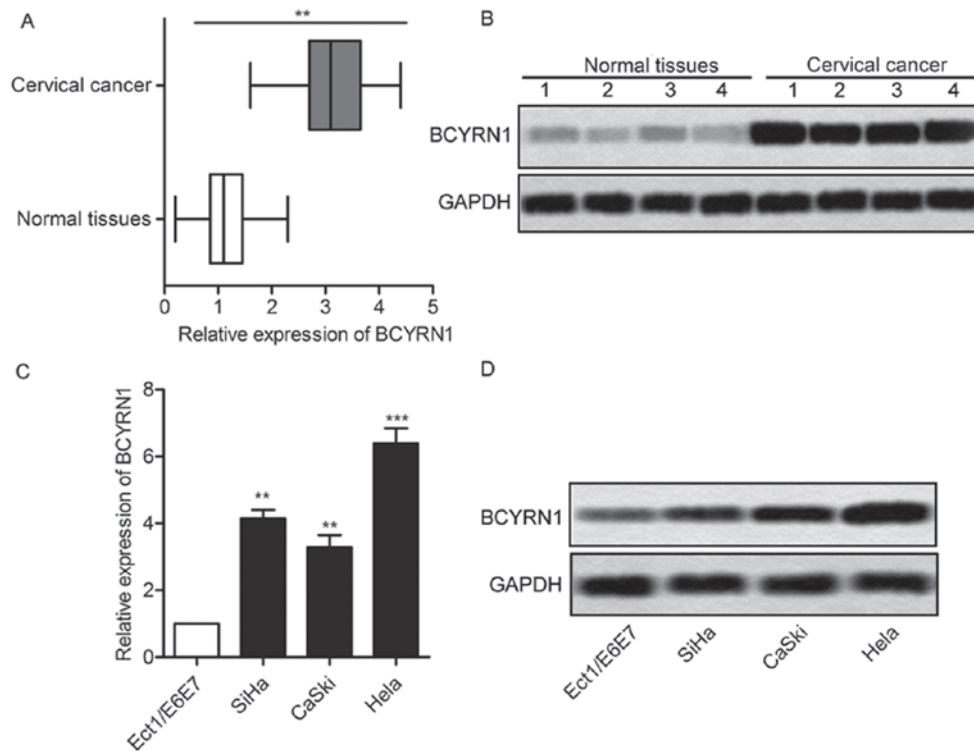 A
**
Cervical cancer
Normal tissues
0 1 2 3 4 5
Relative expression of BCYRN1
B
Normal tissues Cervical cancer
1 2 3 4 1 2 3 4
BCYRN1
GAPDH
C
Relative expression of BCYRN1
8
6
4
2
0
**
**
***
Ect1/E6E7 SiHa CaSki Hela
D
BCYRN1
GAPDH
Ect1/E6E7 SiHa CaSki Hela